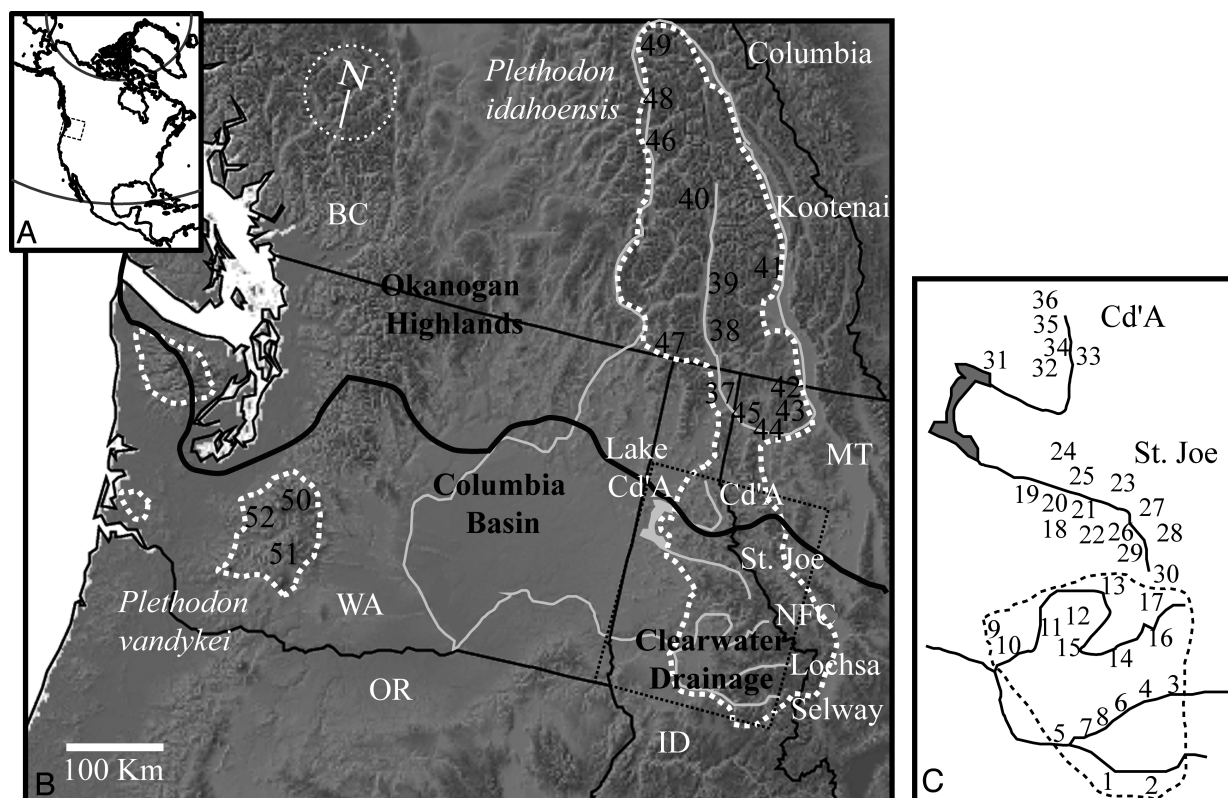 A
N
Plethodon
idahoensis
Columbia
49
48
46
40
Kootenai
BC
41
39
38
Okanogan
Highlands
47
37
42
45
43
44
MT
Lake
Cd'A
Cd'A
Columbia
Basin
50
52
51
St. Joe
Plethodon
vandykei
WA
NFC
Clearwater
Drainage
Lochsa
Selway
OR
ID
100 Km
B
36
35
Cd'A
34
33
32
31
24
St. Joe
25
23
19
20
21
27
18
22
26
28
29
30
13
17
9
11
12
10
15
14
16
4
3
6
8
7
5
1
2
C